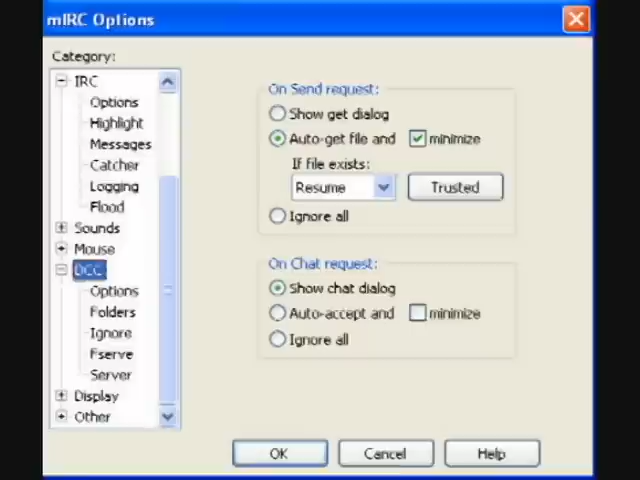 mIRC Options
Category:
IRC
Options
Highlight
Messages
Catcher
Logging
Flood
Sounds
Mouse
DCC
Options
Folders
Ignore
Fserve
Server
Display
Other
On Send request:
Show get dialog
Auto-get file and minimize
If file exists:
Resume Trusted
Ignore all
On Chat request:
Show chat dialog
Auto-accept and minimize
Ignore all
OK Cancel Help